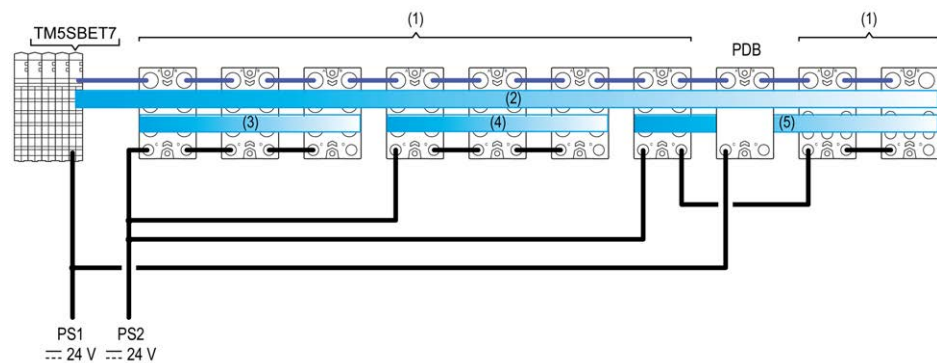 TM5SBET7
(1)
PDB
(1)
(2)
(3)
(4)
(5)
PS1
⎓ 24 V
PS2
⎓ 24 V